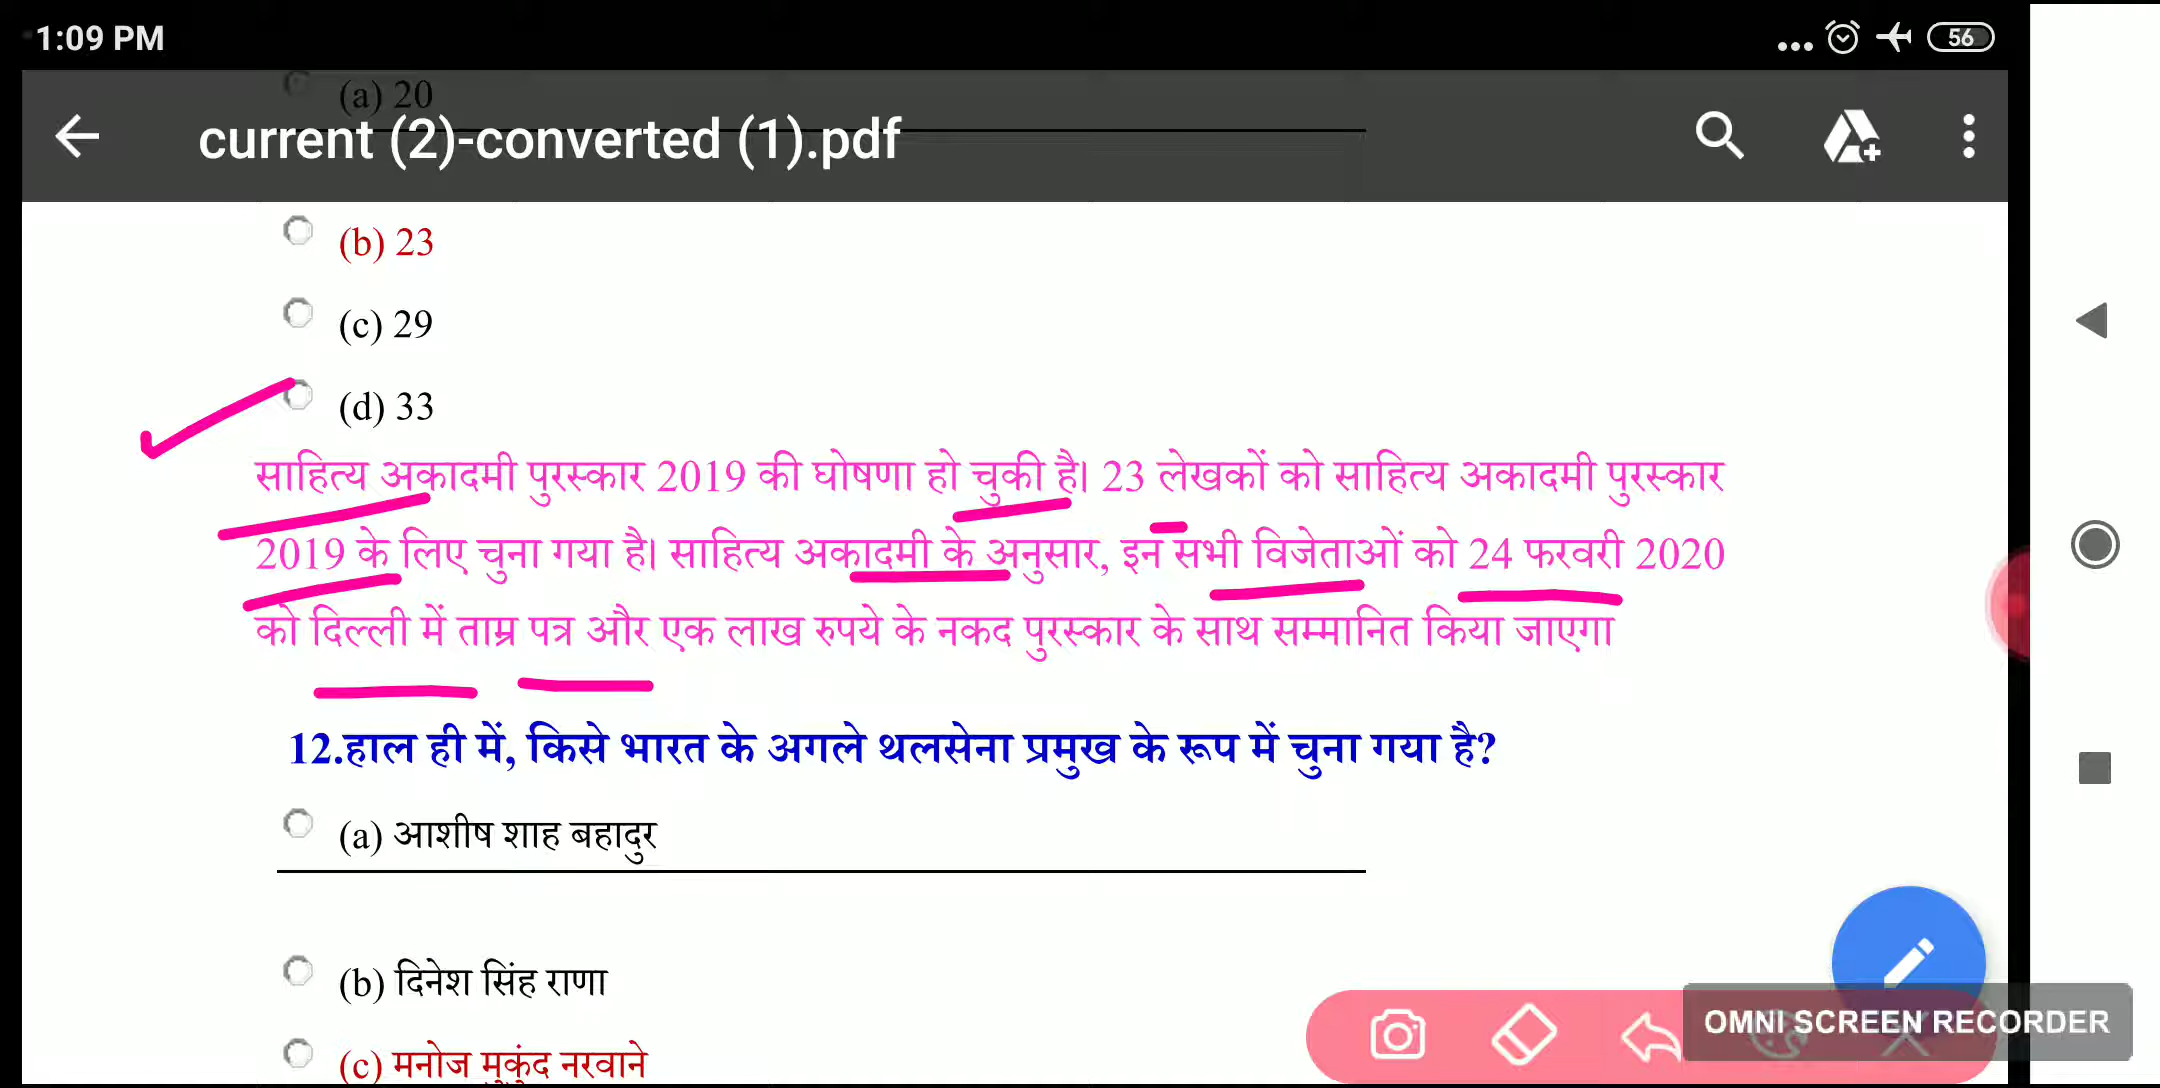 1:09 PM
56
(a) 20
current (2)-converted (1).pdf
(b) 23
(c) 29
(d) 33
साहित्य अकादमी पुरस्कार 2019 की घोषणा हो चुकी है। 23 लेखकों को साहित्य अकादमी पुरस्कार
2019 के लिए चुना गया है। साहित्य अकादमी के अनुसार, इन सभी विजेताओं को 24 फरवरी 2020
को दिल्ली में ताम्र पत्र और एक लाख रुपये के नकद पुरस्कार के साथ सम्मानित किया जाएगा
12.हाल ही में, किसे भारत के अगले थलसेना प्रमुख के रूप में चुना गया है?
(a) आशीष शाह बहादुर
(b) दिनेश सिंह राणा
(c) मनोज मुकुंद नरवाने
OMNI SCREEN RECORDER